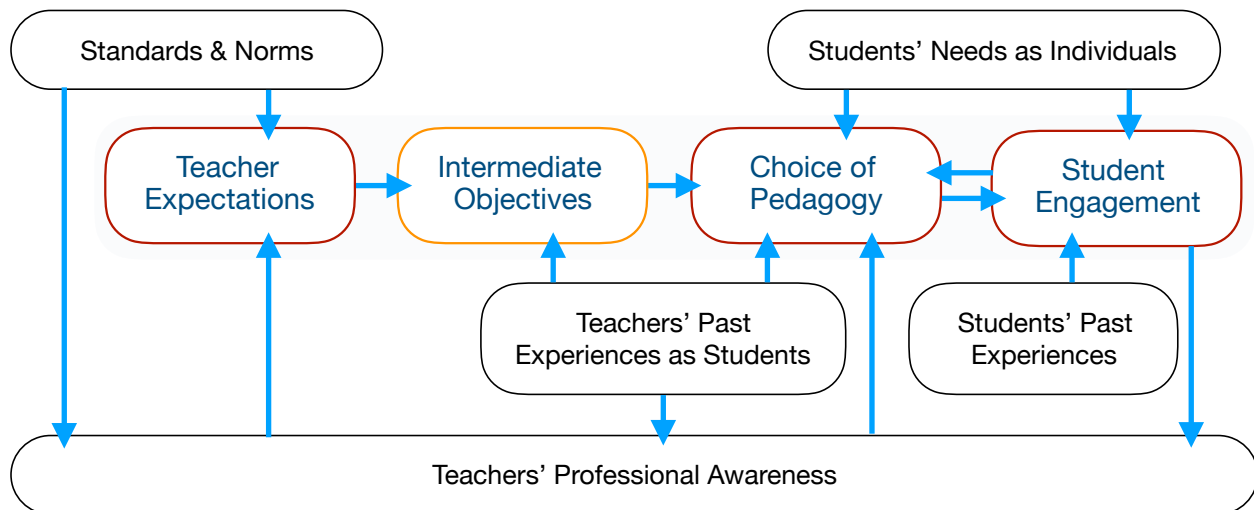 Standards & Norms
Students’ Needs as Individuals
Teacher
Expectations
Intermediate
Objectives
Choice of
Pedagogy
Student
Engagement
Teachers’ Past
Experiences as Students
Students’ Past
Experiences
Teachers’ Professional Awareness